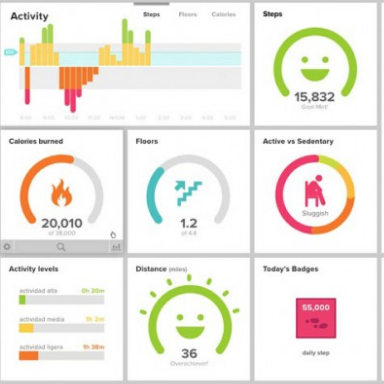 Activity
Steps
Floors
Calories
Steps
15,832
Goal Met!
Calories burned
20,010
of 38,000
Floors
1.2
of 4.8
Active vs Sedentary
Sluggish
Activity levels
actividad alta 0h 20m
actividad media 1h 2m
actividad ligera 1h 38m
Distance (miles)
36
Overachiever!
Today's Badges
55,000
daily step